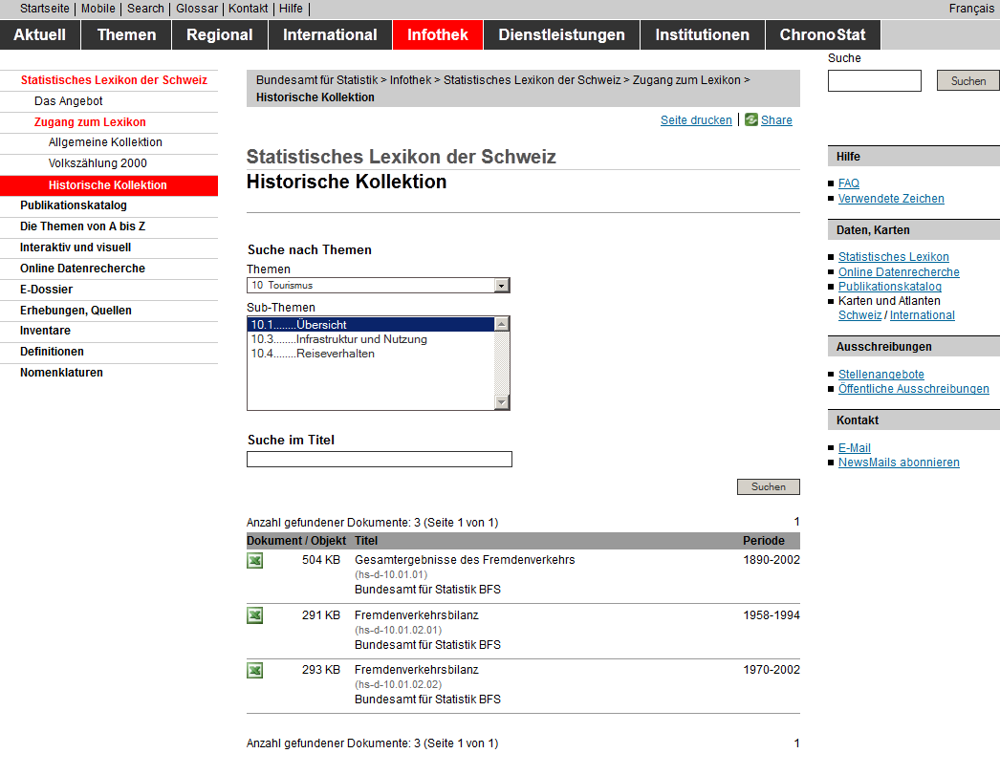 Startseite | Mobile | Search | Glossar | Kontakt | Hilfe |
Français
Aktuell
Themen
Regional
International
Infothek
Dienstleistungen
Institutionen
ChronoStat
Statistisches Lexikon der Schweiz
Das Angebot
Zugang zum Lexikon
Allgemeine Kollektion
Volkszählung 2000
Historische Kollektion
Publikationskatalog
Die Themen von A bis Z
Interaktiv und visuell
Online Datenrecherche
E-Dossier
Erhebungen, Quellen
Inventare
Definitionen
Nomenklaturen
Bundesamt für Statistik > Infothek > Statistisches Lexikon der Schweiz > Zugang zum Lexikon >
Historische Kollektion
Seite drucken | Share
Statistisches Lexikon der Schweiz
Historische Kollektion
Suche nach Themen
Themen
10 Tourismus
Sub-Themen
10.1.......Übersicht
10.3.......Infrastruktur und Nutzung
10.4.......Reiseverhalten
Suche im Titel
Suchen
Anzahl gefundener Dokumente: 3 (Seite 1 von 1)
1
Dokument / Objekt Titel Periode
504 KB Gesamtergebnisse des Fremdenverkehrs 1890-2002
(hs-d-10.01.01)
Bundesamt für Statistik BFS
291 KB Fremdenverkehrsbilanz 1958-1994
(hs-d-10.01.02.01)
Bundesamt für Statistik BFS
293 KB Fremdenverkehrsbilanz 1970-2002
(hs-d-10.01.02.02)
Bundesamt für Statistik BFS
Anzahl gefundener Dokumente: 3 (Seite 1 von 1)
1
Suche
Suchen
Hilfe
FAQ
Verwendete Zeichen
Daten, Karten
Statistisches Lexikon
Online Datenrecherche
Publikationskatalog
Karten und Atlanten
Schweiz / International
Ausschreibungen
Stellenangebote
Öffentliche Ausschreibungen
Kontakt
E-Mail
NewsMails abonnieren